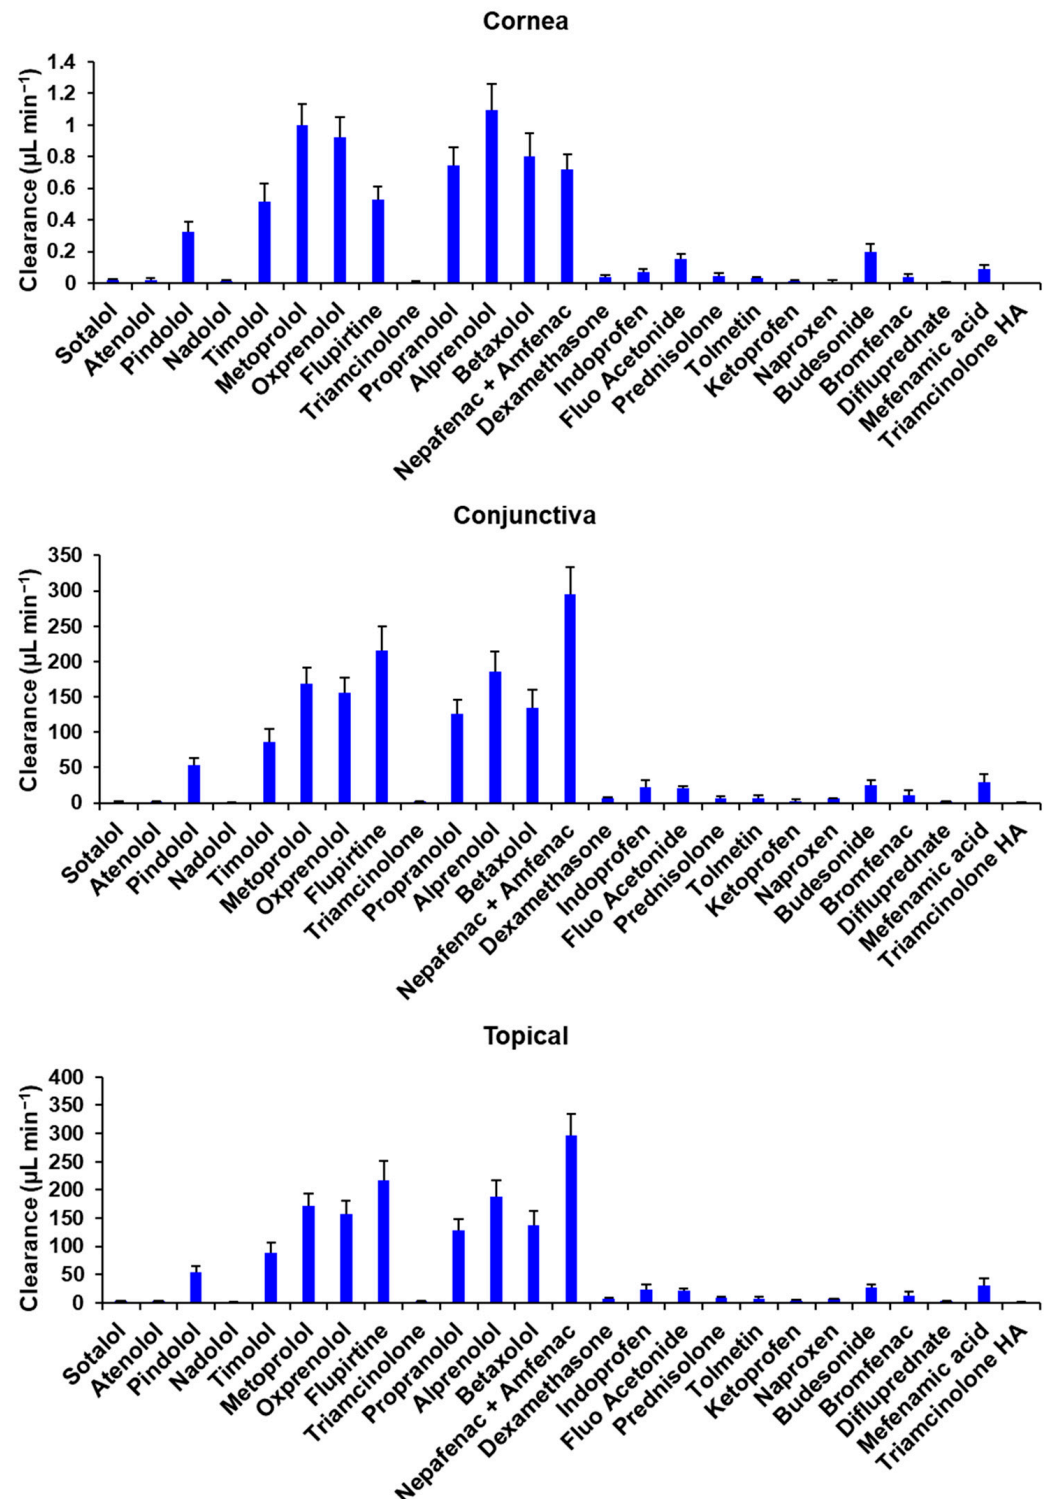 Cornea
Clearance (µL min⁻¹)
1.4
1.2
1
0.8
0.6
0.4
0.2
0
Sotalol
Atenolol
Pindolol
Nadolol
Timolol
Metoprolol
Oxprenolol
Flupirtine
Triamcinolone
Propranolol
Alprenolol
Betaxolol
Nepafenac + Amfenac
Dexamethasone
Indoprofen
Fluo Acetonide
Prednisolone
Tolmetin
Ketoprofen
Naproxen
Budesonide
Bromfenac
Difluprednate
Mefenamic acid
Triamcinolone HA
Conjunctiva
Clearance (µL min⁻¹)
350
300
250
200
150
100
50
0
Sotalol
Atenolol
Pindolol
Nadolol
Timolol
Metoprolol
Oxprenolol
Flupirtine
Triamcinolone
Propranolol
Alprenolol
Betaxolol
Nepafenac + Amfenac
Dexamethasone
Indoprofen
Fluo Acetonide
Prednisolone
Tolmetin
Ketoprofen
Naproxen
Budesonide
Bromfenac
Difluprednate
Mefenamic acid
Triamcinolone HA
Topical
Clearance (µL min⁻¹)
400
350
300
250
200
150
100
50
0
Sotalol
Atenolol
Pindolol
Nadolol
Timolol
Metoprolol
Oxprenolol
Flupirtine
Triamcinolone
Propranolol
Alprenolol
Betaxolol
Nepafenac + Amfenac
Dexamethasone
Indoprofen
Fluo Acetonide
Prednisolone
Tolmetin
Ketoprofen
Naproxen
Budesonide
Bromfenac
Difluprednate
Mefenamic acid
Triamcinolone HA